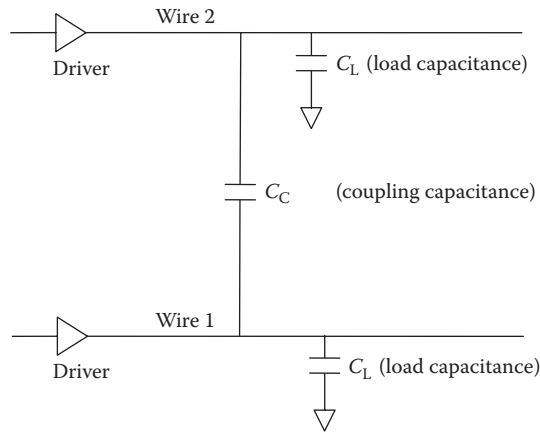 Wire 2
Driver
C_L (load capacitance)
C_C (coupling capacitance)
Wire 1
Driver
C_L (load capacitance)